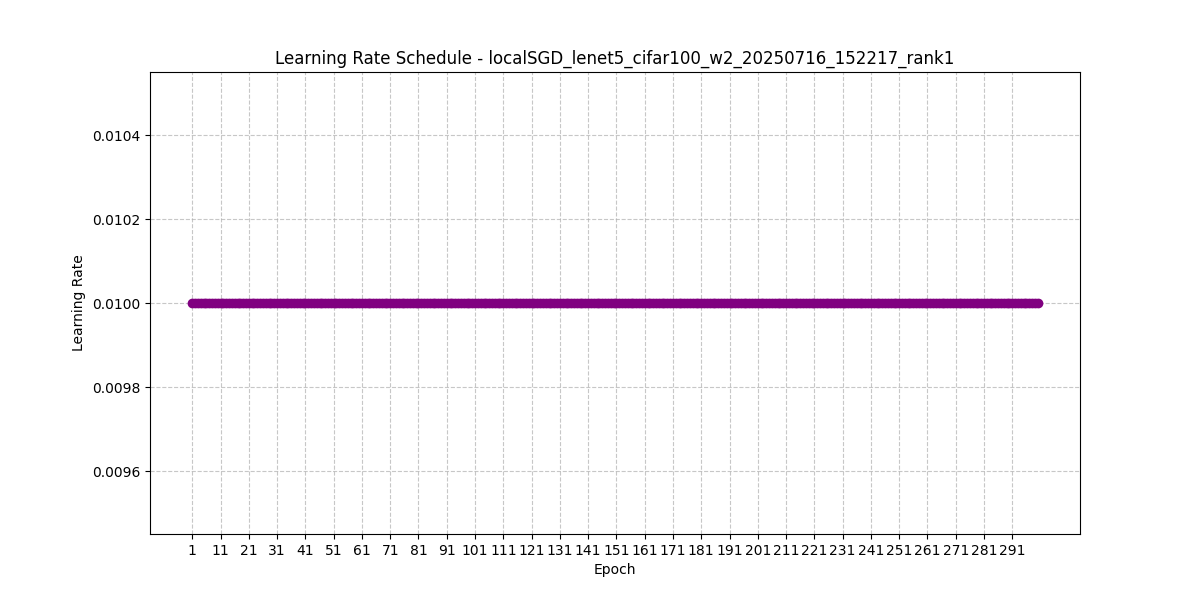 Learning Rate Schedule - localSGD_lenet5_cifar100_w2_20250716_152217_rank1
0.0104
0.0102
0.0100
0.0098
0.0096
Learning Rate
1 11 21 31 41 51 61 71 81 91 101 111 121 131 141 151 161 171 181 191 201 211 221 231 241 251 261 271 281 291
Epoch